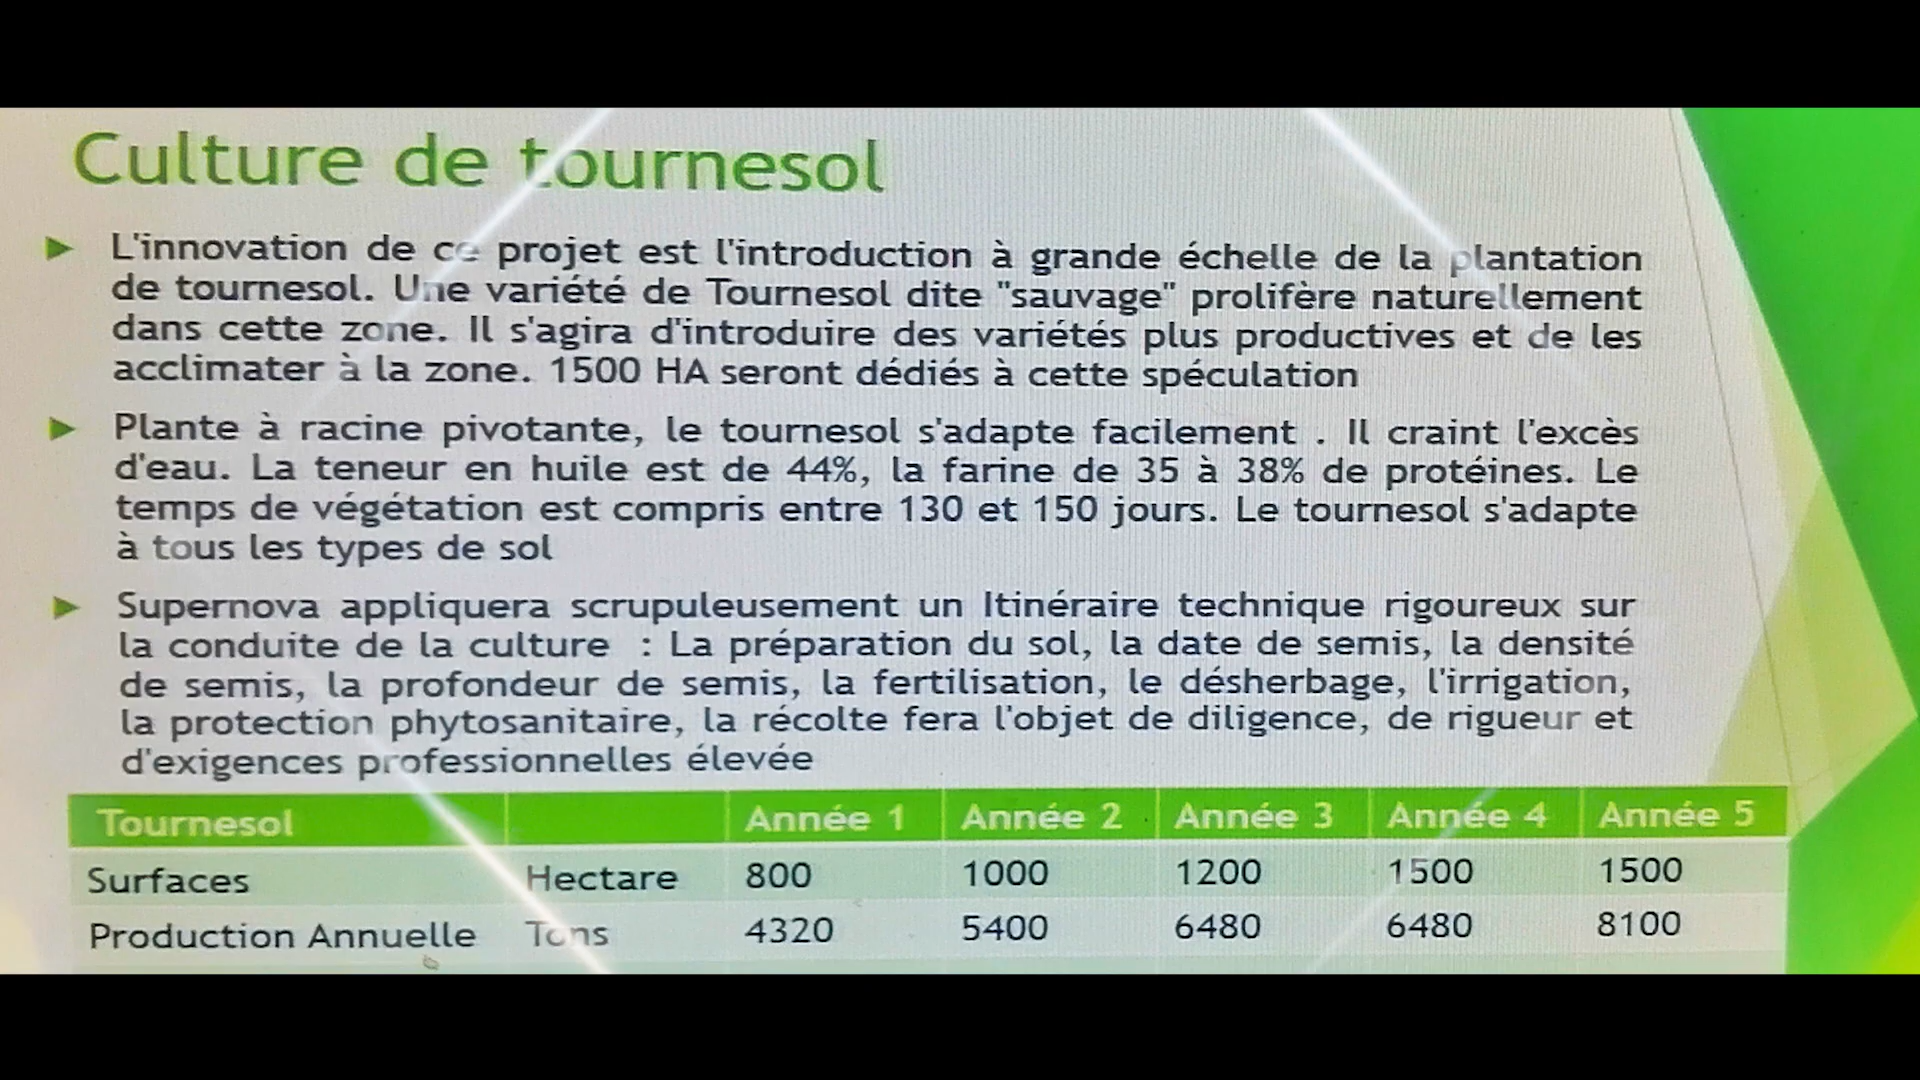 Culture de tournesol
► L'innovation de ce projet est l'introduction à grande échelle de la plantation
de tournesol. Une variété de Tournesol dite "sauvage" prolifère naturellement
dans cette zone. Il s'agira d'introduire des variétés plus productives et de les
acclimater à la zone. 1500 HA seront dédiés à cette spéculation
► Plante à racine pivotante, le tournesol s'adapte facilement . Il craint l'excès
d'eau. La teneur en huile est de 44%, la farine de 35 à 38% de protéines. Le
temps de végétation est compris entre 130 et 150 jours. Le tournesol s'adapte
à tous les types de sol
► Supernova appliquera scrupuleusement un Itinéraire technique rigoureux sur
la conduite de la culture : La préparation du sol, la date de semis, la densité
de semis, la profondeur de semis, la fertilisation, le désherbage, l'irrigation,
la protection phytosanitaire, la récolte fera l'objet de diligence, de rigueur et
d'exigences professionnelles élevée
Tournesol Année 1 Année 2 Année 3 Année 4 Année 5
Surfaces Hectare 800 1000 1200 1500 1500
Production Annuelle Tons 4320 5400 6480 6480 8100